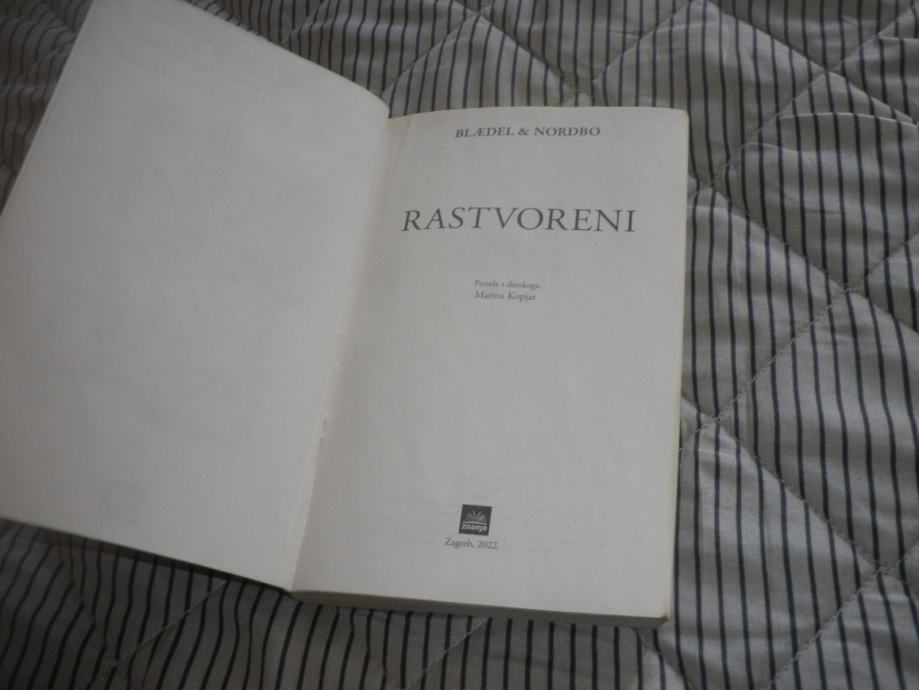 BLÆDEL & NORDBO
RASTVORENI
Prevela s danskoga
Marina Kopjar
znanje
Zagreb, 2022.